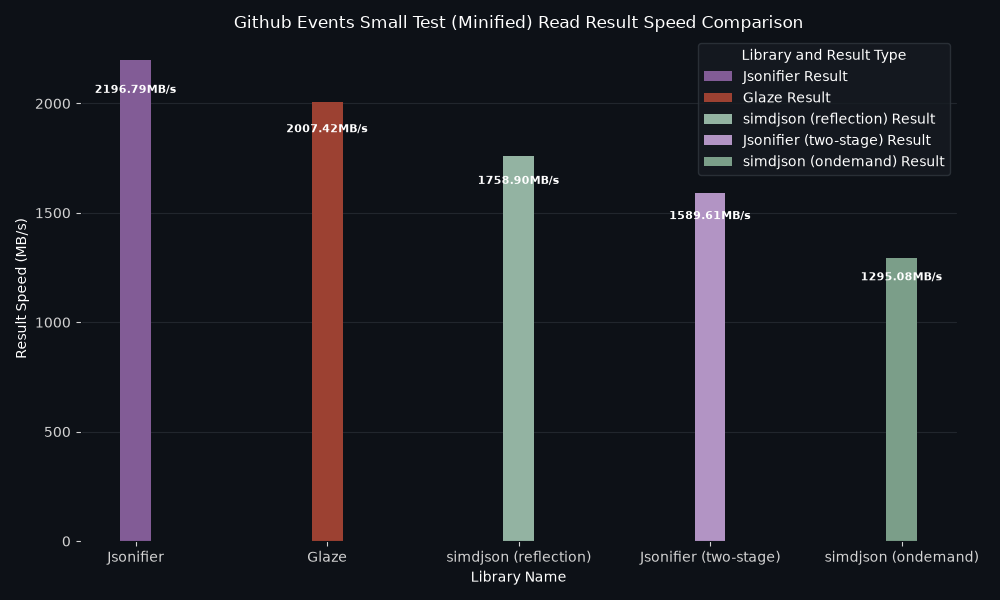 Github Events Small Test (Minified) Read Result Speed Comparison
Library and Result Type
Jsonifier Result
Glaze Result
simdjson (reflection) Result
Jsonifier (two-stage) Result
simdjson (ondemand) Result
2196.79MB/s
2007.42MB/s
1758.90MB/s
1589.61MB/s
1295.08MB/s
Result Speed (MB/s)
2000
1500
1000
500
0
Jsonifier
Glaze
simdjson (reflection)
Jsonifier (two-stage)
simdjson (ondemand)
Library Name